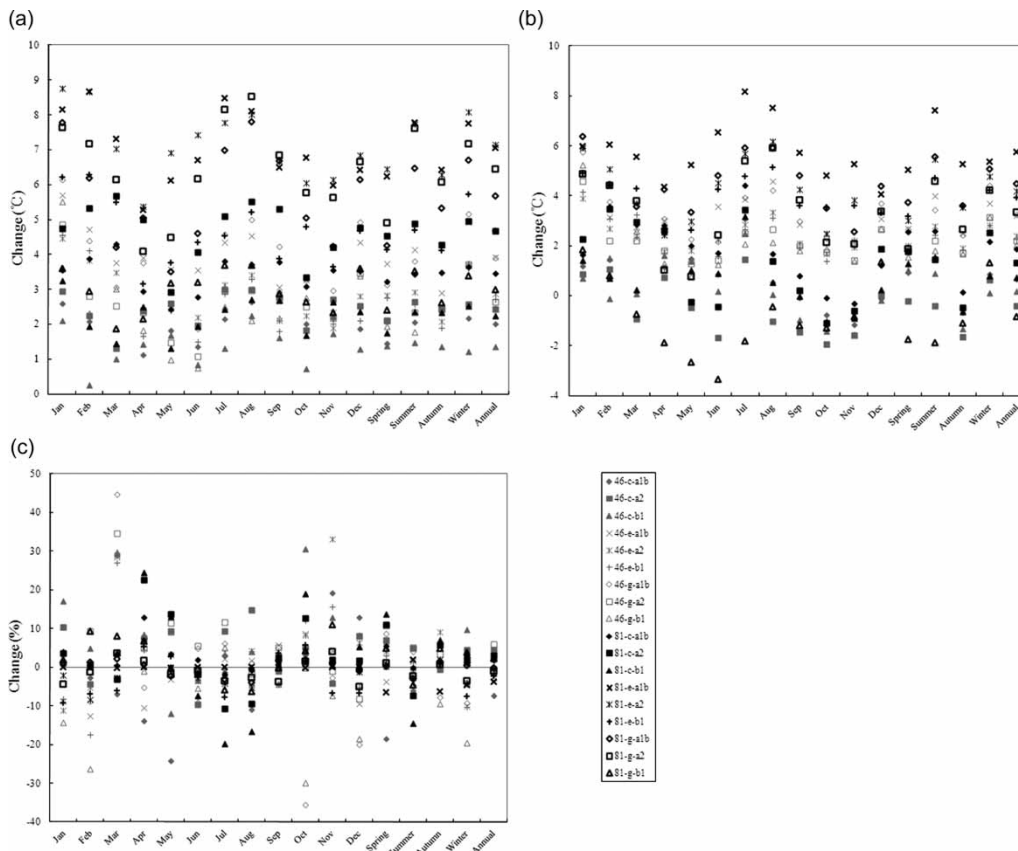 (a)
Change (℃)
10
9
8
7
6
5
4
3
2
1
0
Jan
Feb
Mar
Apr
May
Jun
Jul
Aug
Sep
Oct
Nov
Dec
Spring
Summer
Autumn
Winter
Annual
(b)
Change (℃)
10
8
6
4
2
0
-2
-4
Jan
Feb
Mar
Apr
May
Jun
Jul
Aug
Sep
Oct
Nov
Dec
Spring
Summer
Autumn
Winter
Annual
(c)
Change (%)
50
40
30
20
10
0
-10
-20
-30
-40
Jan
Feb
Mar
Apr
May
Jun
Jul
Aug
Sep
Oct
Nov
Dec
Spring
Summer
Autumn
Winter
Annual
46-c-a1b
46-c-a2
46-c-b1
46-e-a1b
46-e-a2
46-e-b1
46-g-a1b
46-g-a2
46-g-b1
81-c-a1b
81-c-a2
81-c-b1
81-e-a1b
81-e-a2
81-e-b1
81-g-a1b
81-g-a2
81-g-b1